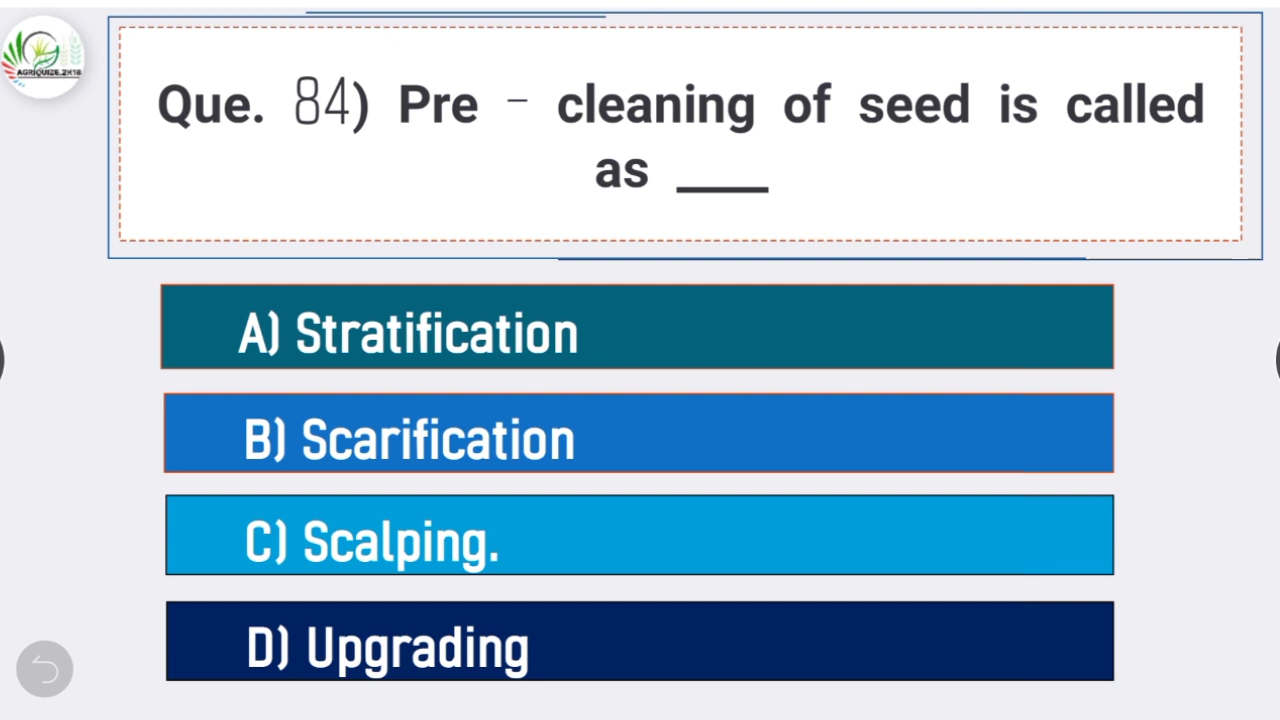 AGRIQUIZE.2K18
Que. 84) Pre - cleaning of seed is called
as ____
A) Stratification
B) Scarification
C) Scalping.
D) Upgrading